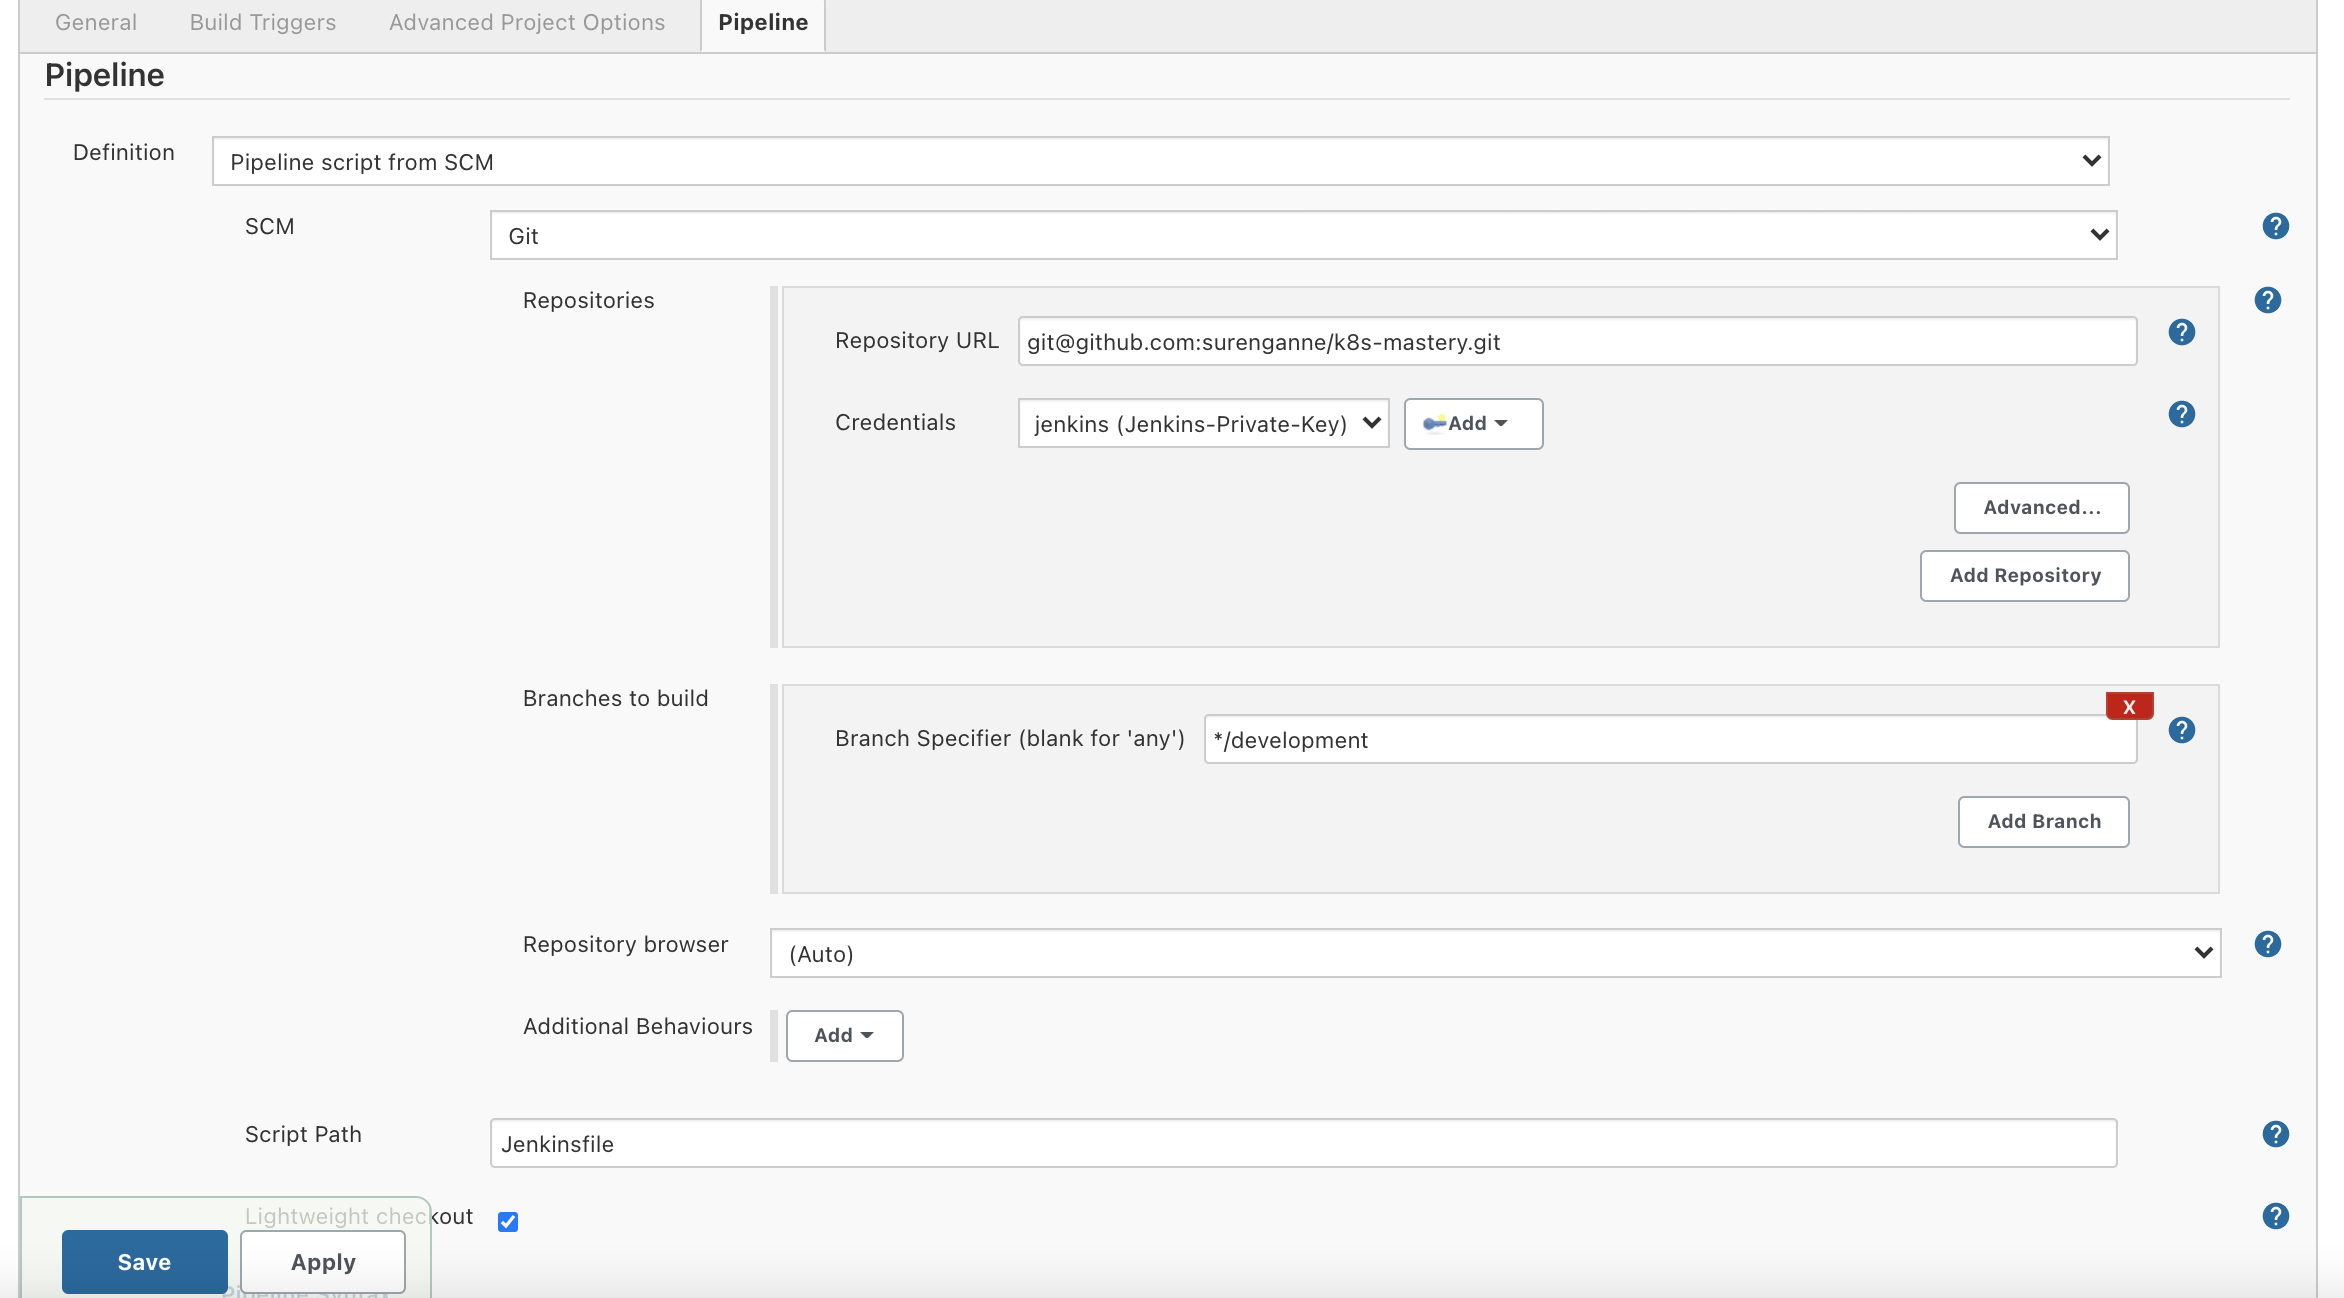 General Build Triggers Advanced Project Options Pipeline
Pipeline
Definition Pipeline script from SCM
SCM Git ?
Repositories ?
Repository URL git@github.com:surenganne/k8s-mastery.git ?
Credentials jenkins (Jenkins-Private-Key) Add ?
Advanced...
Add Repository
Branches to build X
Branch Specifier (blank for 'any') */development ?
Add Branch
Repository browser (Auto) ?
Additional Behaviours Add
Script Path Jenkinsfile ?
Lightweight checkout ?
Save Apply
Pipeline Syntax